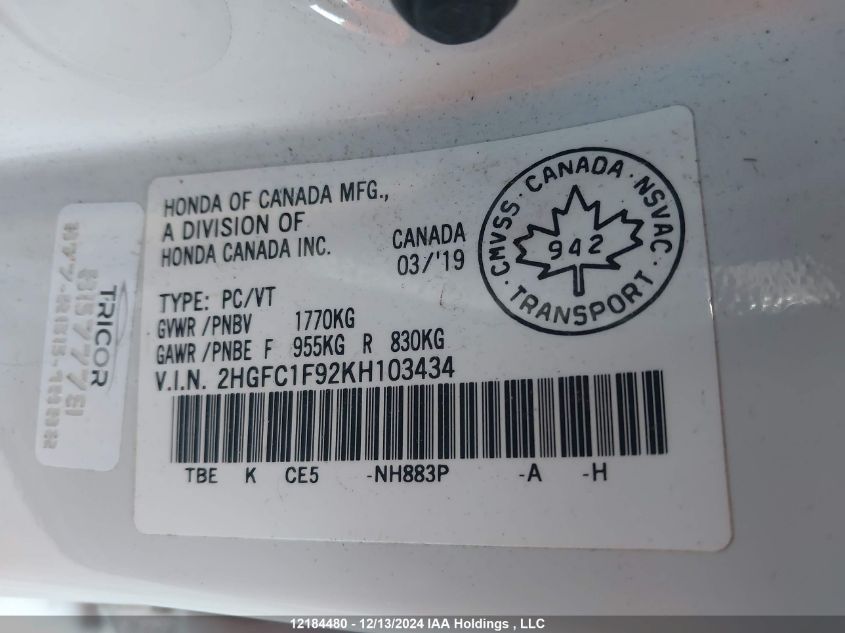 HONDA OF CANADA MFG.,
A DIVISION OF
HONDA CANADA INC.
CANADA
03/'19
CMVSS · CANADA · NSVAC
942
· TRANSPORT ·
TYPE: PC/VT
GVWR /PNBV 1770KG
GAWR /PNBE F 955KG R 830KG
V.I.N. 2HGFC1F92KH103434
TBE K CE5 -NH883P -A -H
TRICOR
12184480 - 12/13/2024 IAA Holdings , LLC